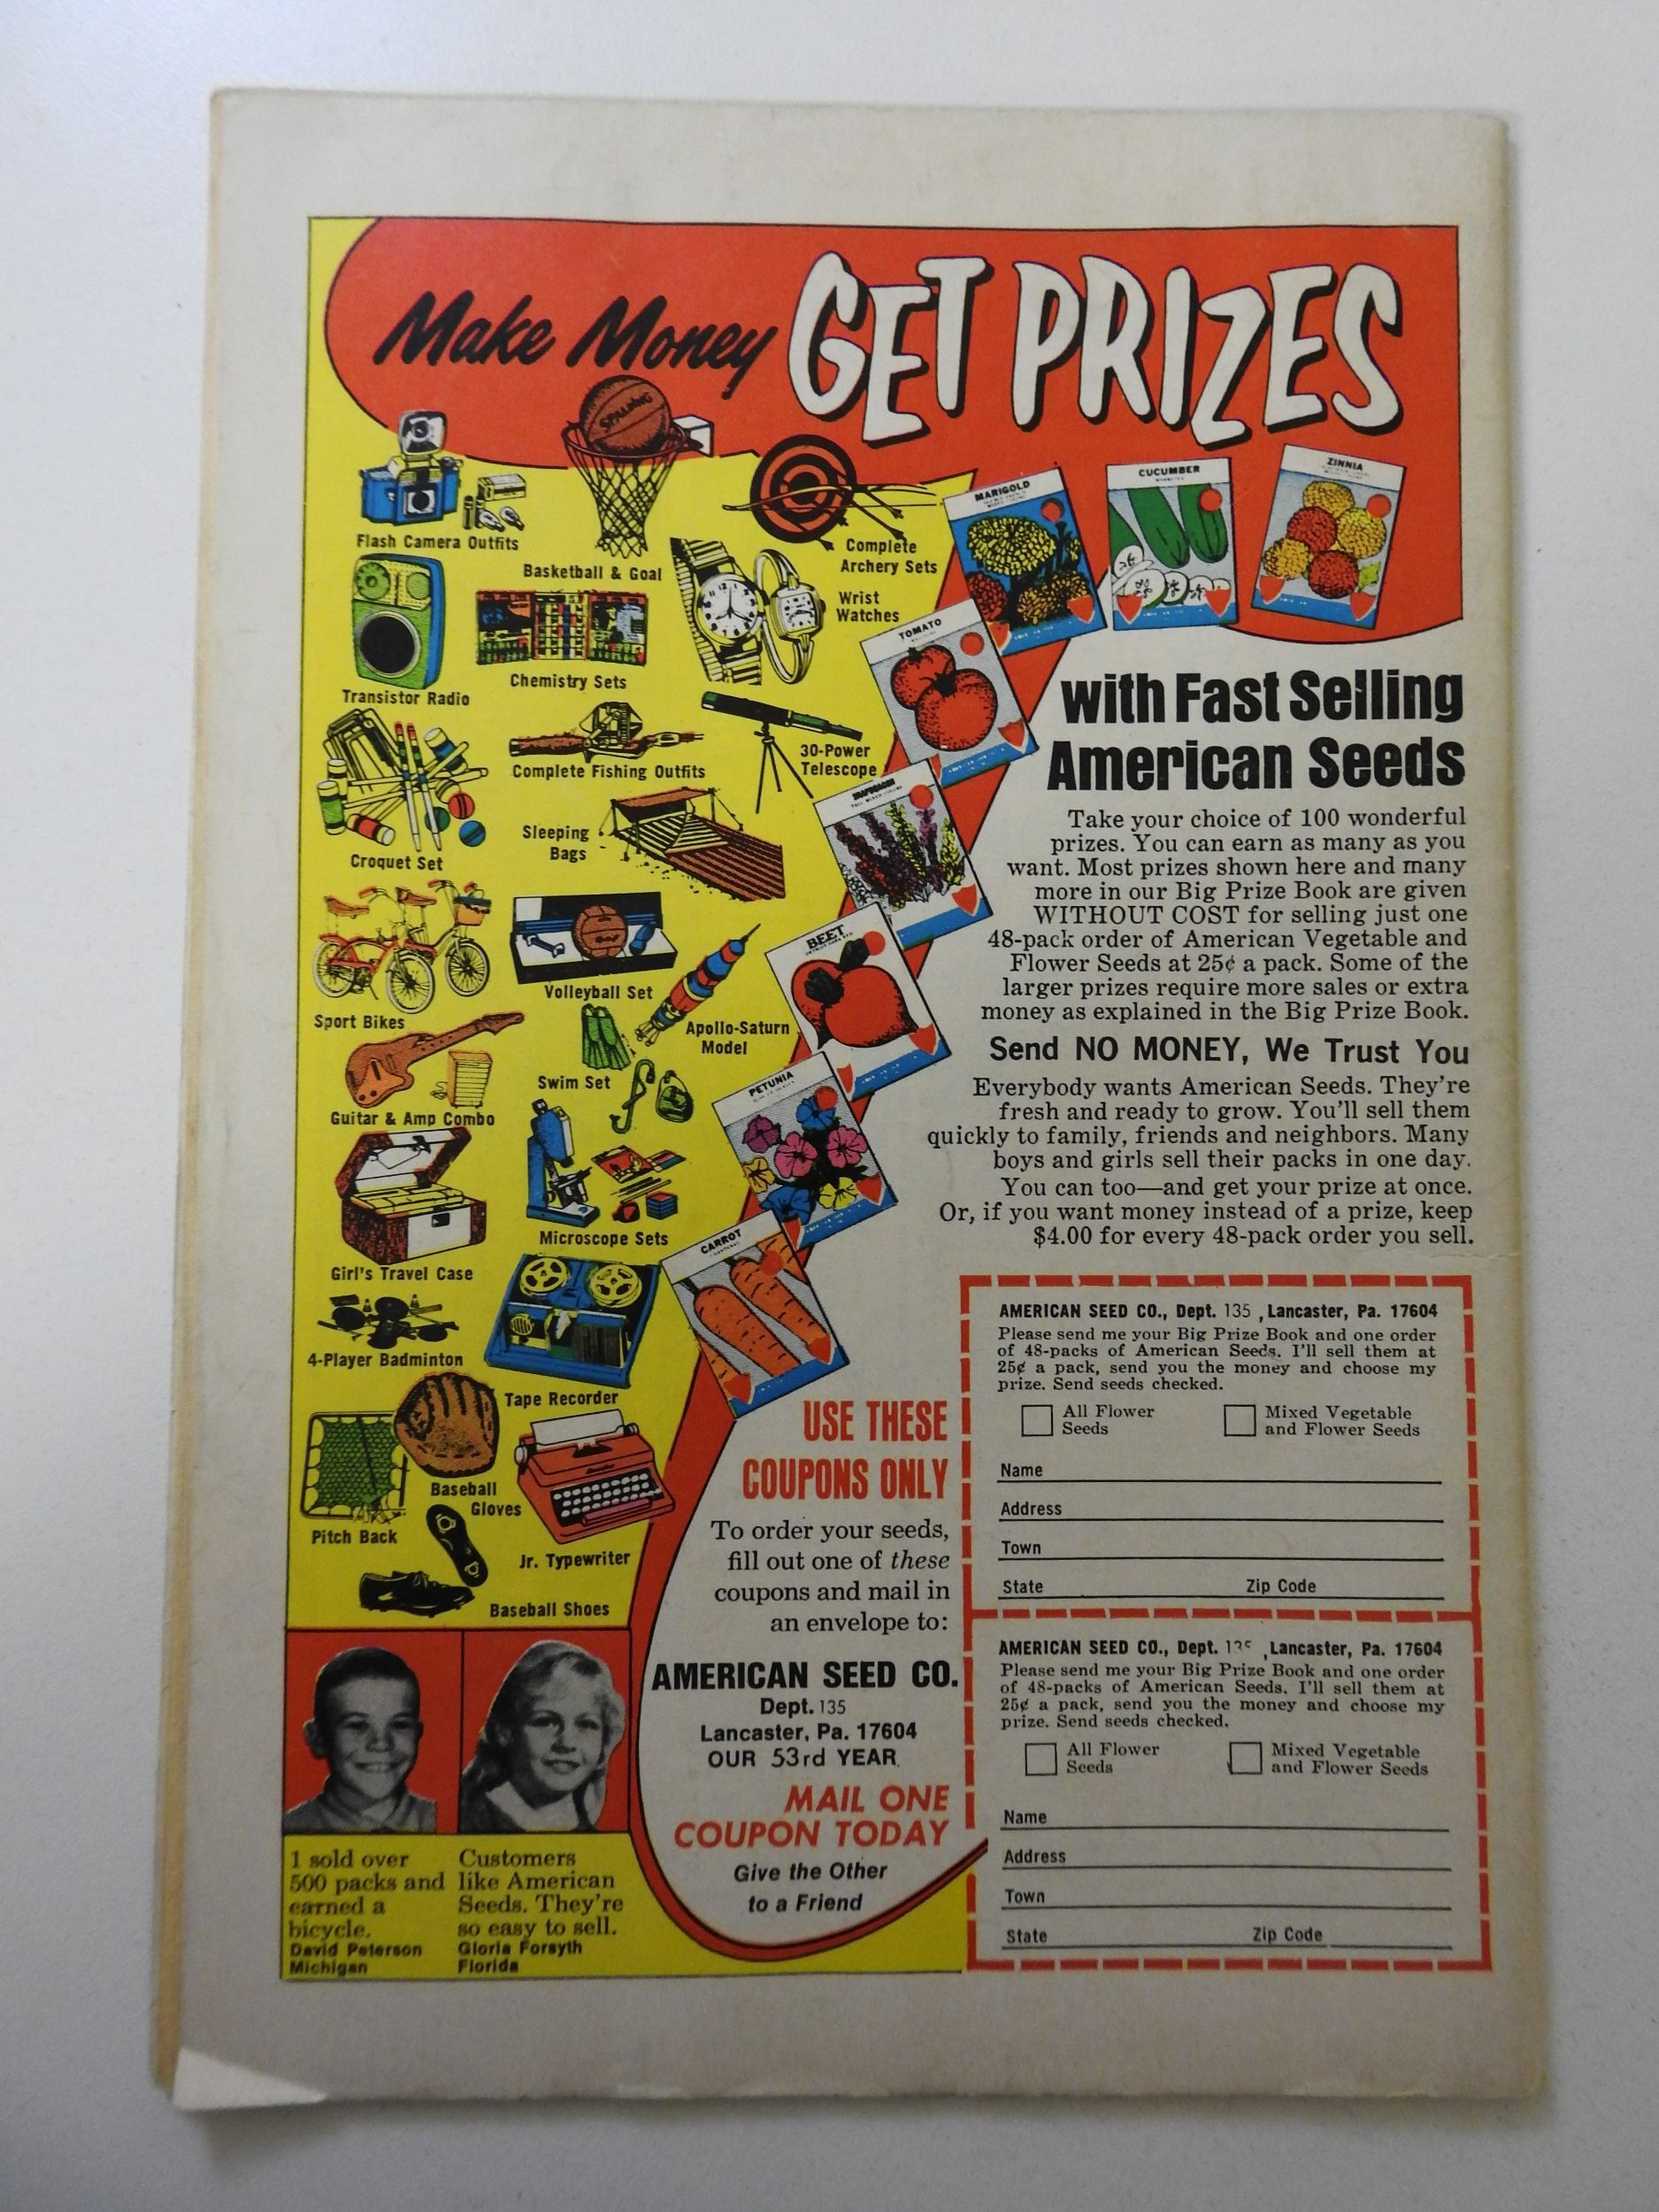 Make Money GET PRIZES
SPALDING
Flash Camera Outfits
Basketball & Goal
Complete
Archery Sets
Wrist
Watches
Transistor Radio
Chemistry Sets
Complete Fishing Outfits
30-Power
Telescope
Croquet Set
Sleeping
Bags
Sport Bikes
Volleyball Set
Apollo-Saturn
Model
Swim Set
Guitar & Amp Combo
Microscope Sets
Girl's Travel Case
4-Player Badminton
Tape Recorder
Baseball
Gloves
Pitch Back
Jr. Typewriter
Baseball Shoes
MARIGOLD
CUCUMBER
ZINNIA
TOMATO
SNAPDRAGON
BEET
PETUNIA
CARROT
with Fast Selling
American Seeds
Take your choice of 100 wonderful
prizes. You can earn as many as you
want. Most prizes shown here and many
more in our Big Prize Book are given
WITHOUT COST for selling just one
48-pack order of American Vegetable and
Flower Seeds at 25¢ a pack. Some of the
larger prizes require more sales or extra
money as explained in the Big Prize Book.
Send NO MONEY, We Trust You
Everybody wants American Seeds. They're
fresh and ready to grow. You'll sell them
quickly to family, friends and neighbors. Many
boys and girls sell their packs in one day.
You can too—and get your prize at once.
Or, if you want money instead of a prize, keep
$4.00 for every 48-pack order you sell.
USE THESE
COUPONS ONLY
To order your seeds,
fill out one of these
coupons and mail in
an envelope to:
AMERICAN SEED CO.
Dept. 135
Lancaster, Pa. 17604
OUR 53rd YEAR
MAIL ONE
COUPON TODAY
Give the Other
to a Friend
AMERICAN SEED CO., Dept. 135 , Lancaster, Pa. 17604
Please send me your Big Prize Book and one order
of 48-packs of American Seeds. I'll sell them at
25¢ a pack, send you the money and choose my
prize. Send seeds checked.
All Flower
Seeds
Mixed Vegetable
and Flower Seeds
Name
Address
Town
State Zip Code
AMERICAN SEED CO., Dept. 135 , Lancaster, Pa. 17604
Please send me your Big Prize Book and one order
of 48-packs of American Seeds. I'll sell them at
25¢ a pack, send you the money and choose my
prize. Send seeds checked.
All Flower
Seeds
Mixed Vegetable
and Flower Seeds
Name
Address
Town
State Zip Code
I sold over
500 packs and
earned a
bicycle.
David Peterson
Michigan
Customers
like American
Seeds. They're
so easy to sell.
Gloria Forsyth
Florida